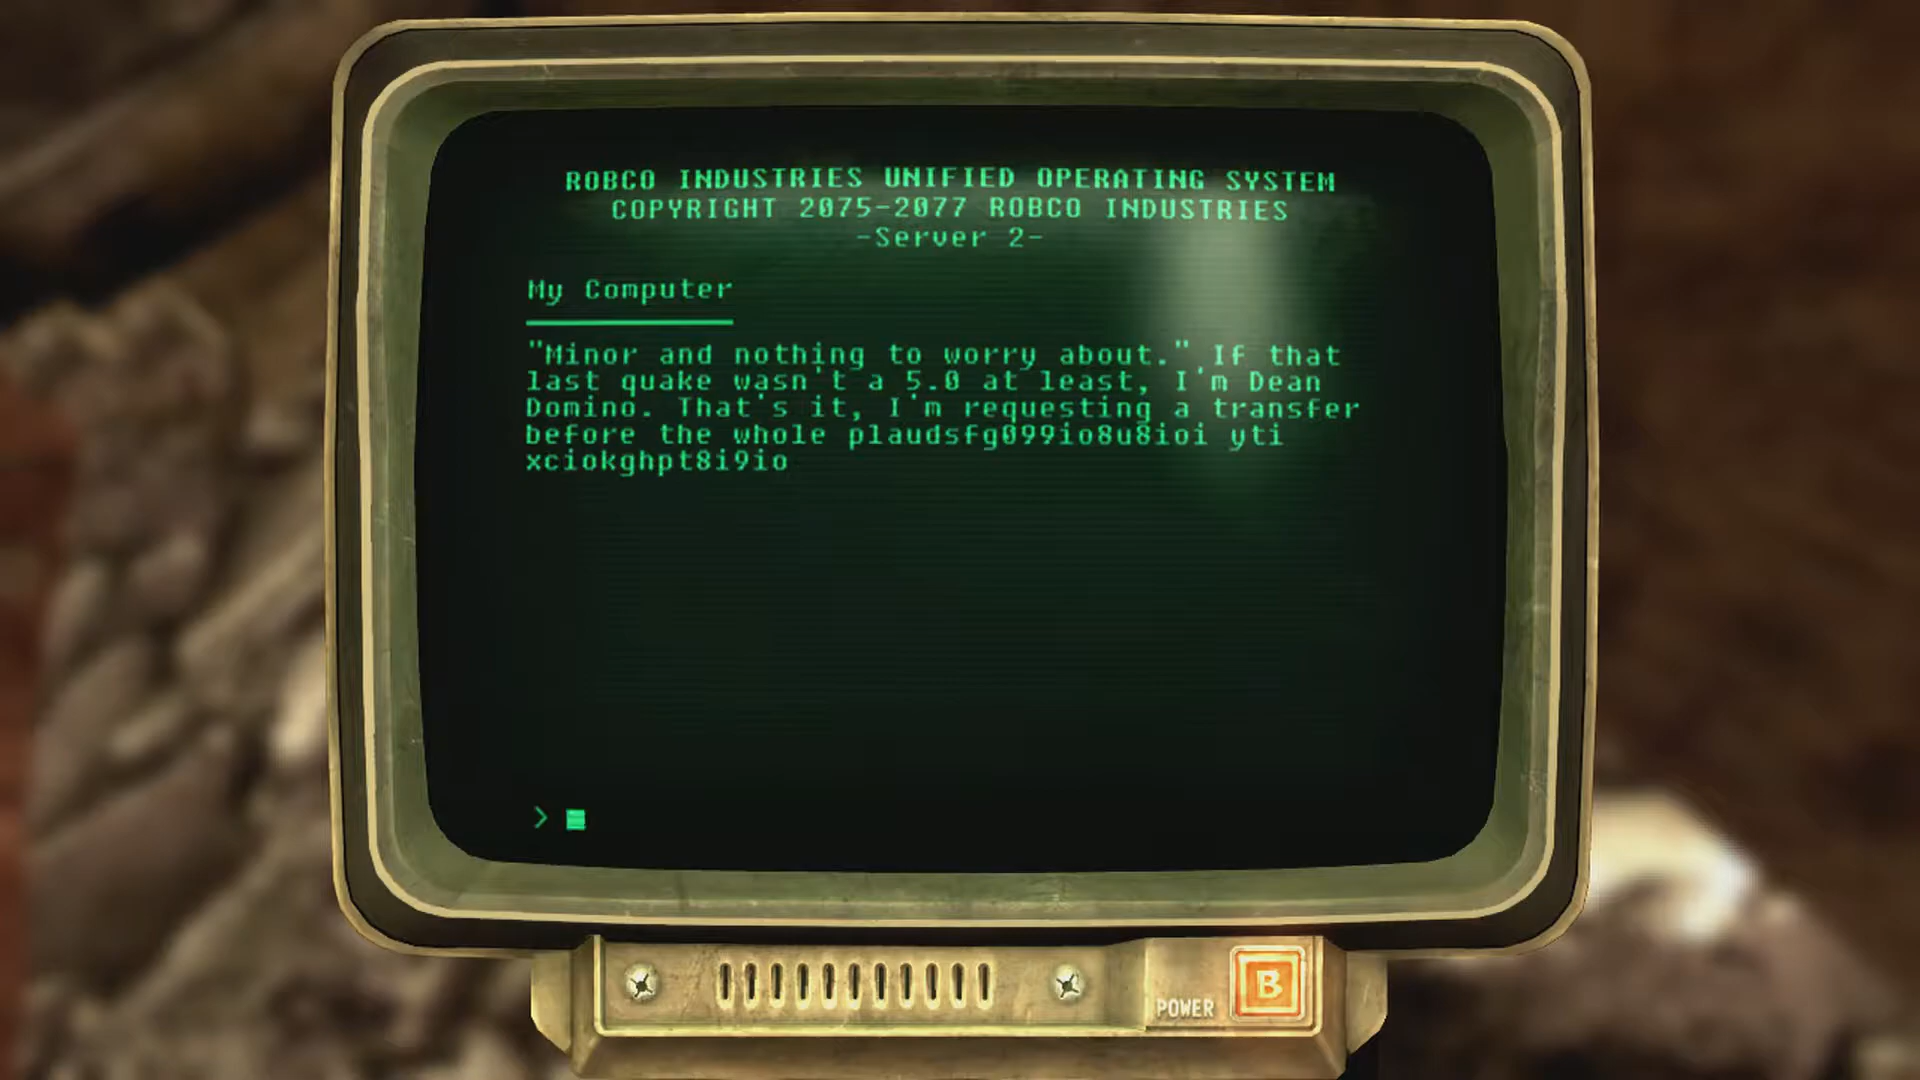 ROBCO INDUSTRIES UNIFIED OPERATING SYSTEM
COPYRIGHT 2075-2077 ROBCO INDUSTRIES
-Server 2-
My Computer
"Minor and nothing to worry about." If that
last quake wasn't a 5.0 at least, I'm Dean
Domino. That's it, I'm requesting a transfer
before the whole plaudsfg099io8u8ioi yti
xciokghpt8i9io
>
POWER B